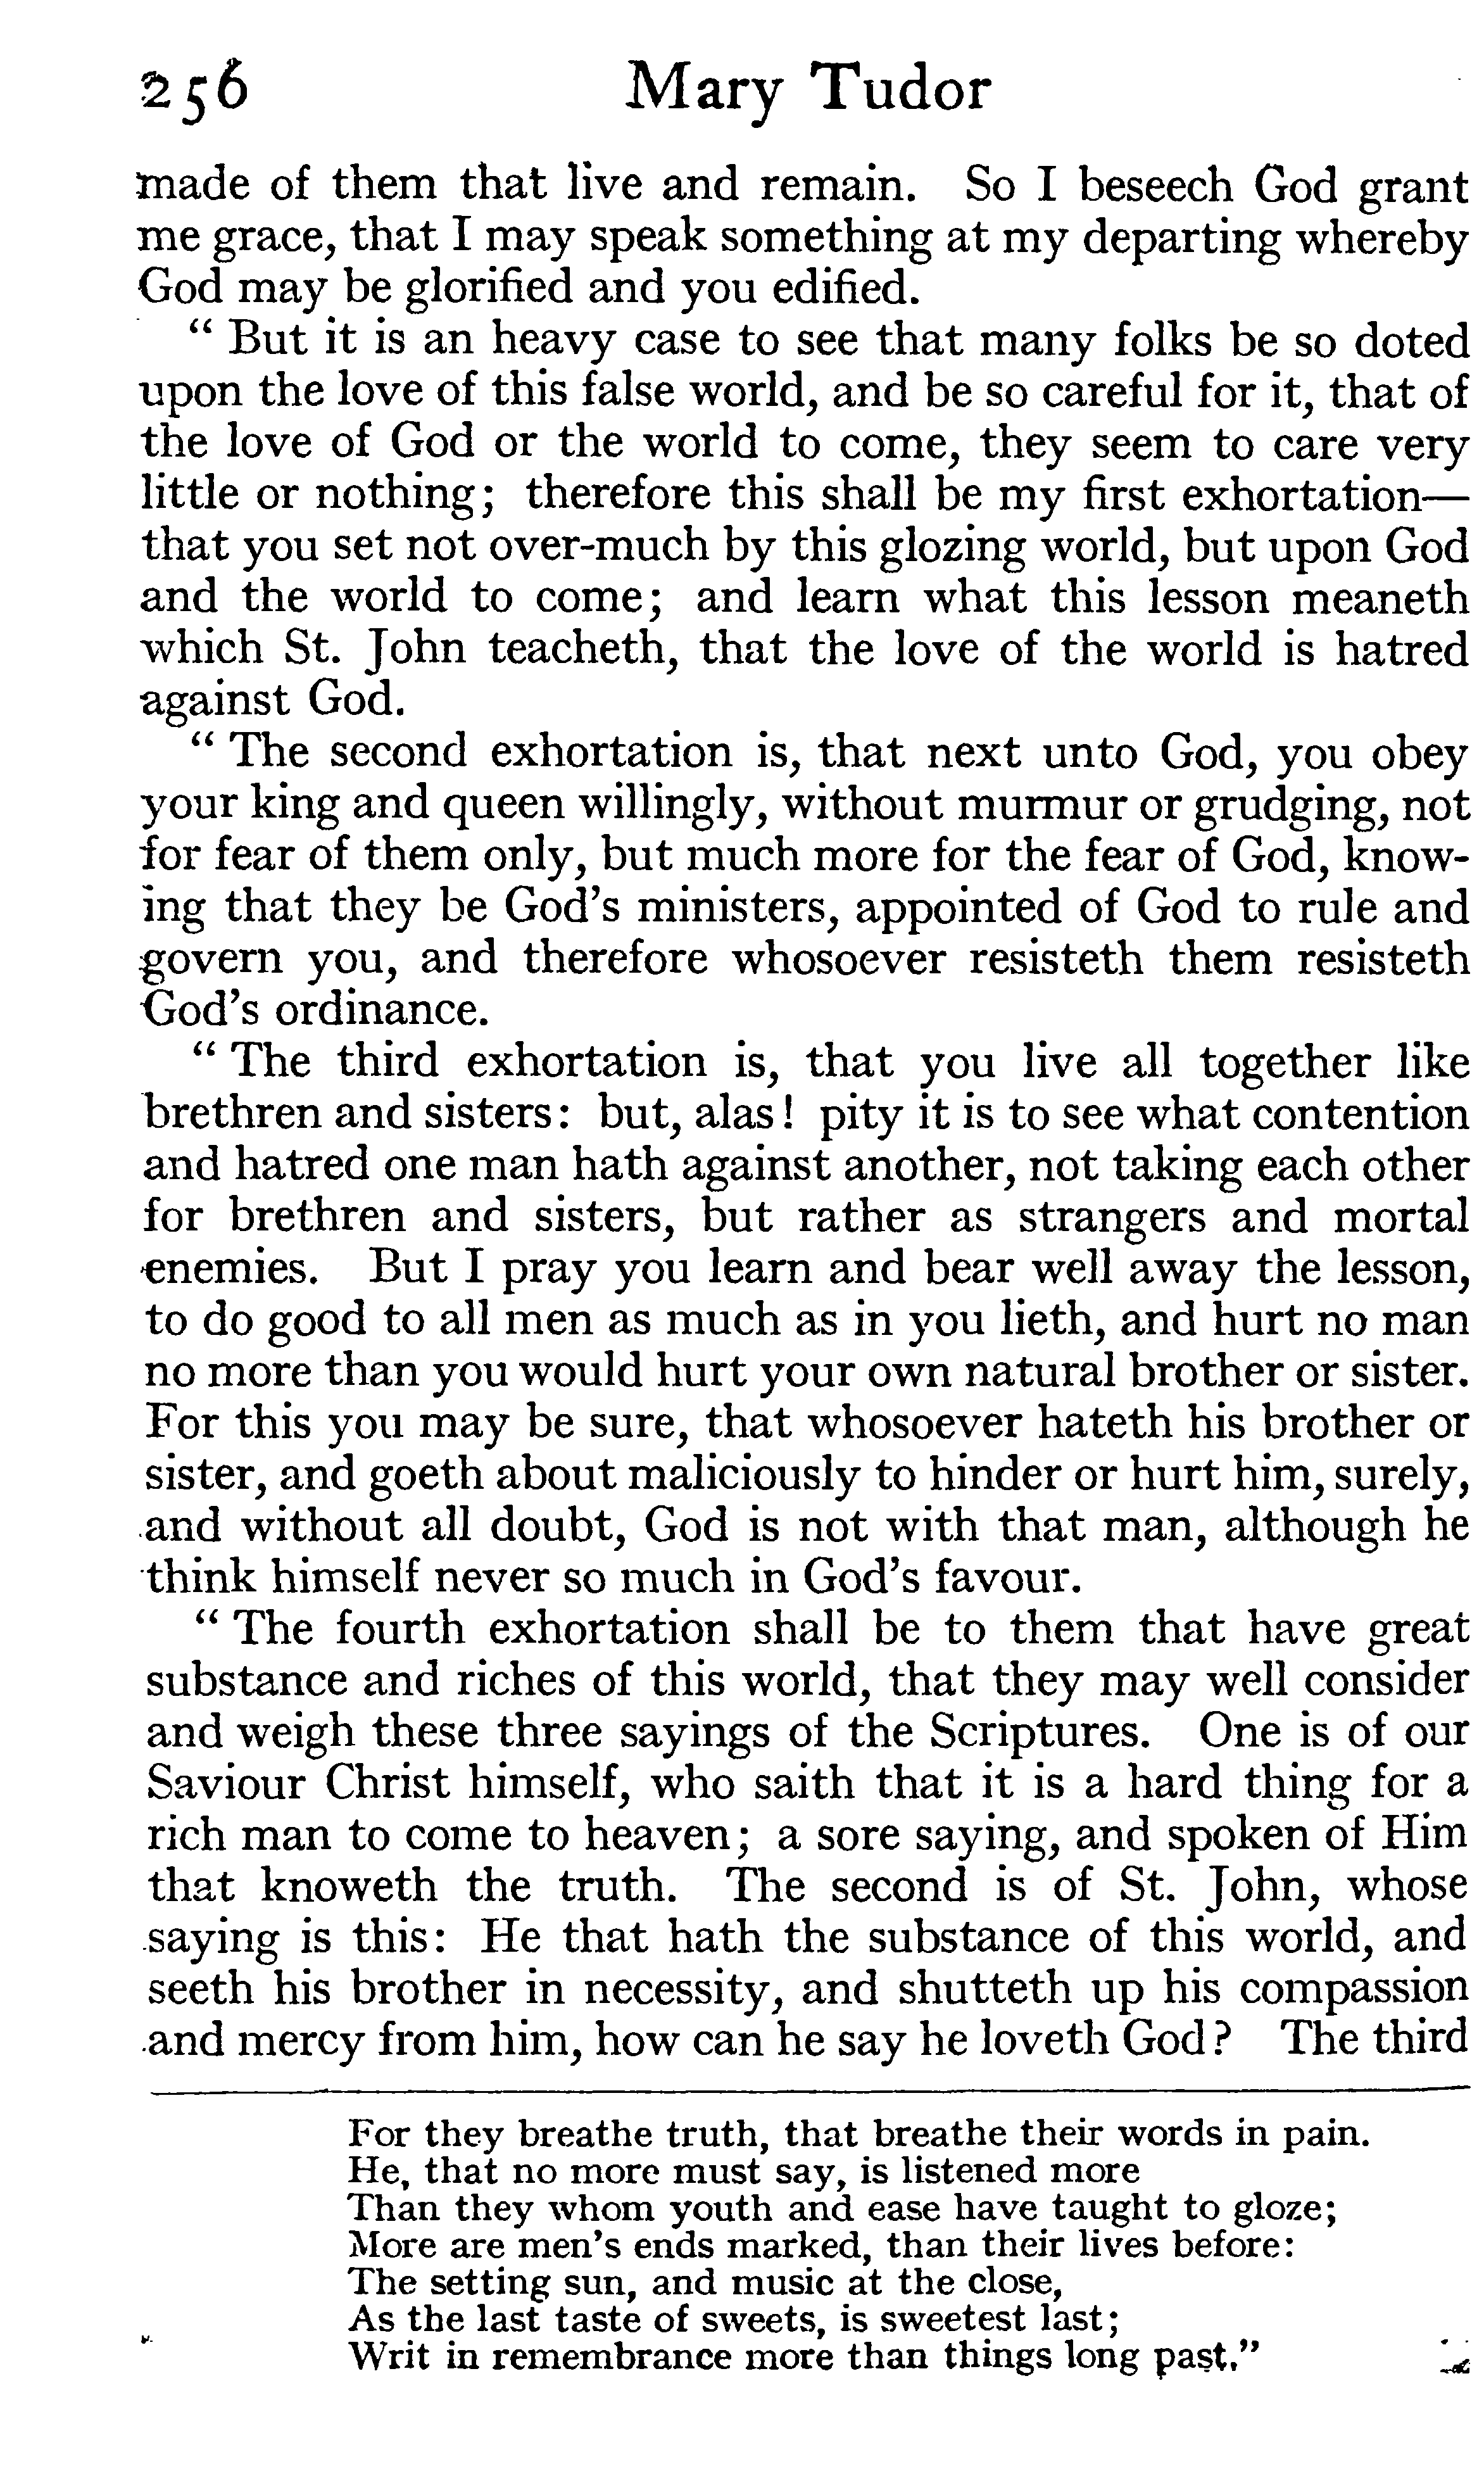 256 Mary Tudor
made of them that live and remain. So I beseech God grant
me grace, that I may speak something at my departing whereby
God may be glorified and you edified.
“ But it is an heavy case to see that many folks be so doted
upon the love of this false world, and be so careful for it, that of
the love of God or the world to come, they seem to care very
little or nothing; therefore this shall be my first exhortation—
that you set not over-much by this glozing world, but upon God
and the world to come; and learn what this lesson meaneth
which St. John teacheth, that the love of the world is hatred
against God.
“ The second exhortation is, that next unto God, you obey
your king and queen willingly, without murmur or grudging, not
for fear of them only, but much more for the fear of God, know-
ing that they be God's ministers, appointed of God to rule and
govern you, and therefore whosoever resisteth them resisteth
God's ordinance.
“ The third exhortation is, that you live all together like
brethren and sisters: but, alas! pity it is to see what contention
and hatred one man hath against another, not taking each other
for brethren and sisters, but rather as strangers and mortal
enemies. But I pray you learn and bear well away the lesson,
to do good to all men as much as in you lieth, and hurt no man
no more than you would hurt your own natural brother or sister.
For this you may be sure, that whosoever hateth his brother or
sister, and goeth about maliciously to hinder or hurt him, surely,
and without all doubt, God is not with that man, although he
think himself never so much in God's favour.
“ The fourth exhortation shall be to them that have great
substance and riches of this world, that they may well consider
and weigh these three sayings of the Scriptures. One is of our
Saviour Christ himself, who saith that it is a hard thing for a
rich man to come to heaven; a sore saying, and spoken of Him
that knoweth the truth. The second is of St. John, whose
saying is this: He that hath the substance of this world, and
seeth his brother in necessity, and shutteth up his compassion
and mercy from him, how can he say he loveth God? The third
For they breathe truth, that breathe their words in pain.
He, that no more must say, is listened more
Than they whom youth and ease have taught to gloze;
More are men's ends marked, than their lives before:
The setting sun, and music at the close,
As the last taste of sweets, is sweetest last;
Writ in remembrance more than things long past.”